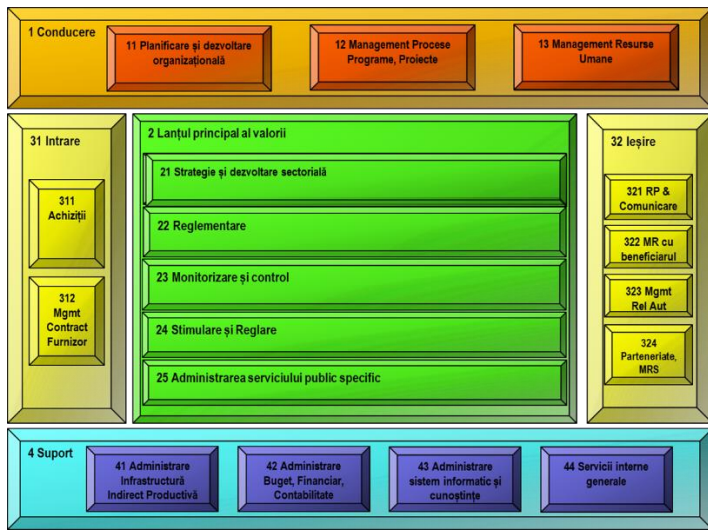 1 Conducere
11 Planificare și dezvoltare
organizațională
12 Management Procese
Programe, Proiecte
13 Management Resurse
Umane
31 Intrare
311
Achiziții
312
Mgmt
Contract
Furnizor
2 Lanțul principal al valorii
21 Strategie și dezvoltare sectorială
22 Reglementare
23 Monitorizare și control
24 Stimulare și Reglare
25 Administrarea serviciului public specific
32 Ieșire
321 RP &
Comunicare
322 MR cu
beneficiarul
323 Mgmt
Rel Aut
324
Parteneriate,
MRS
4 Suport
41 Administrare
Infrastructură
Indirect Productivă
42 Administrare
Buget, Financiar,
Contabilitate
43 Administrare
sistem informatic și
cunoștințe
44 Servicii interne
generale